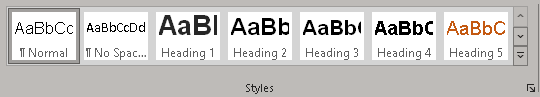 AaBbCc AaBbCcDd AaBl AaBb AaBb( AaBbC AaBbC
¶ Normal ¶ No Spac... Heading 1 Heading 2 Heading 3 Heading 4 Heading 5
Styles